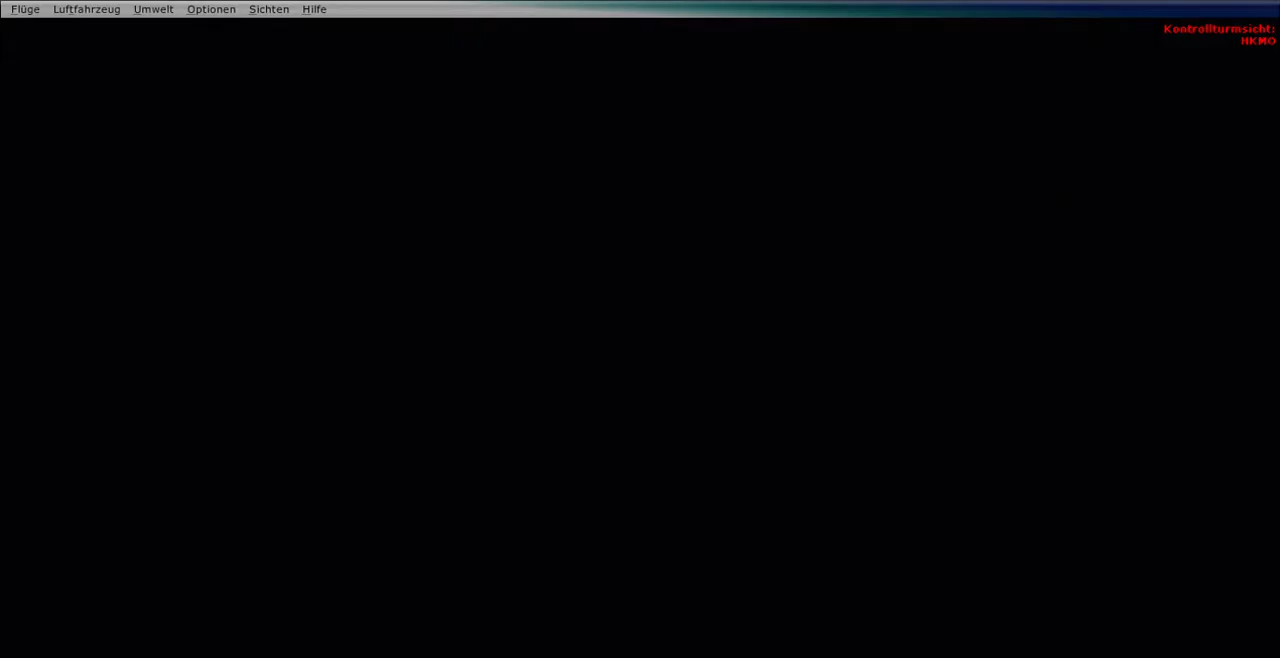 Flüge Luftfahrzeug Umwelt Optionen Sichten Hilfe
Kontrollturmsicht:
HKMO